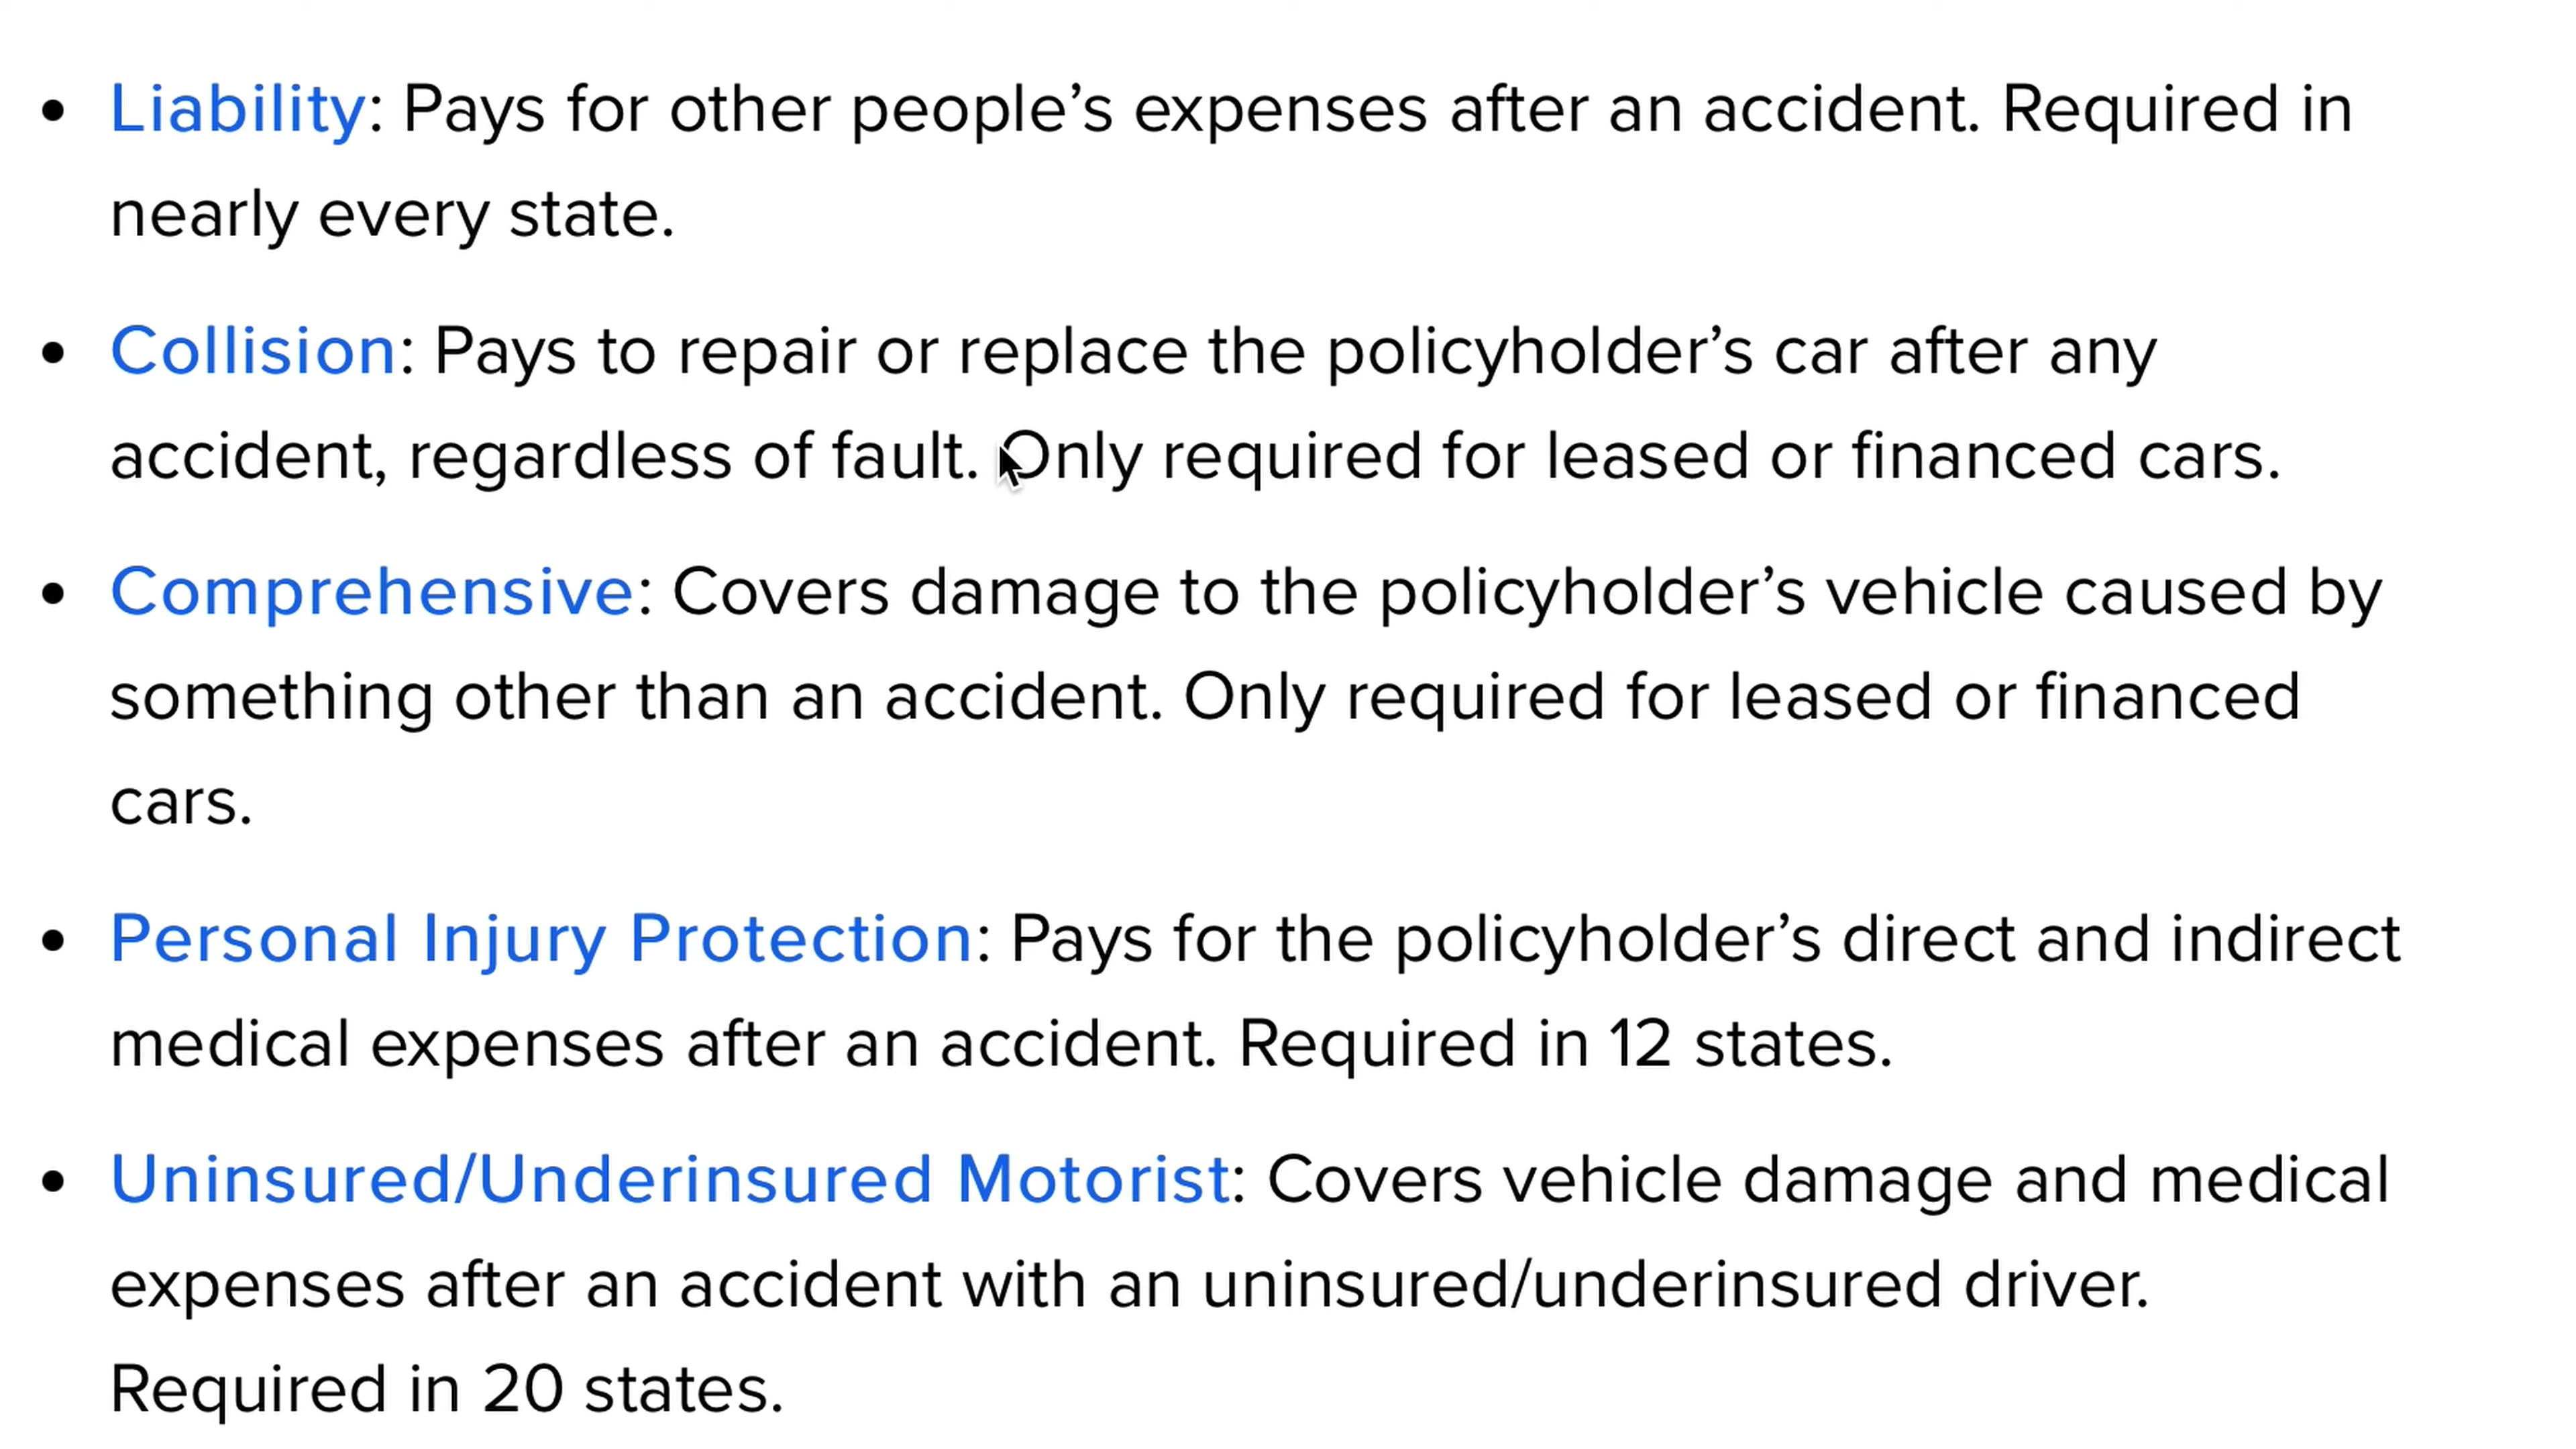 • Liability: Pays for other people’s expenses after an accident. Required in
nearly every state.
• Collision: Pays to repair or replace the policyholder’s car after any
accident, regardless of fault. Only required for leased or financed cars.
• Comprehensive: Covers damage to the policyholder’s vehicle caused by
something other than an accident. Only required for leased or financed
cars.
• Personal Injury Protection: Pays for the policyholder’s direct and indirect
medical expenses after an accident. Required in 12 states.
• Uninsured/Underinsured Motorist: Covers vehicle damage and medical
expenses after an accident with an uninsured/underinsured driver.
Required in 20 states.